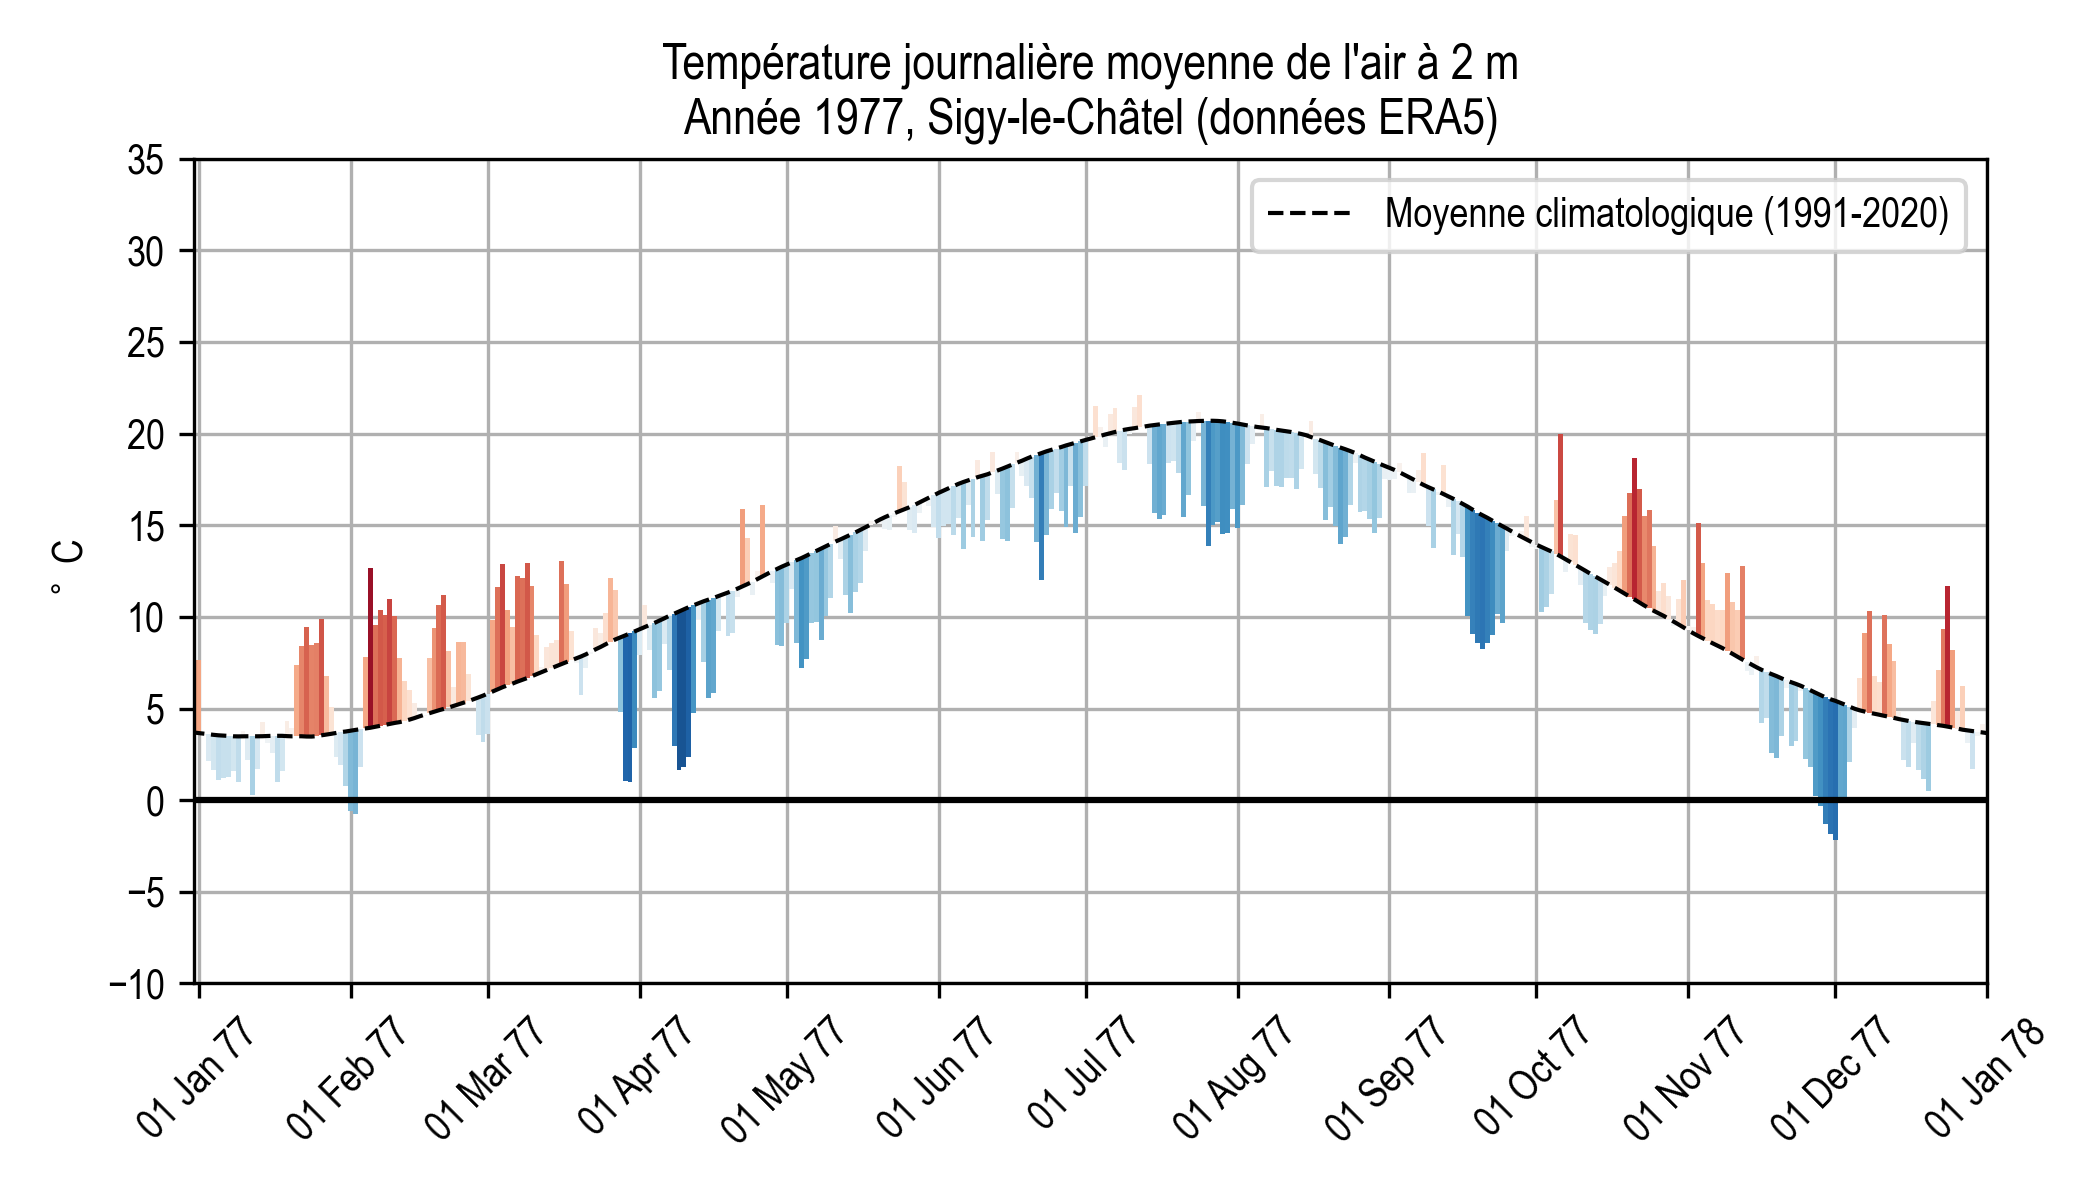 Température journalière moyenne de l'air à 2 m
Année 1977, Sigy-le-Châtel (données ERA5)
Moyenne climatologique (1991-2020)
° C
35
30
25
20
15
10
5
0
−5
−10
01 Jan 77
01 Feb 77
01 Mar 77
01 Apr 77
01 May 77
01 Jun 77
01 Jul 77
01 Aug 77
01 Sep 77
01 Oct 77
01 Nov 77
01 Dec 77
01 Jan 78